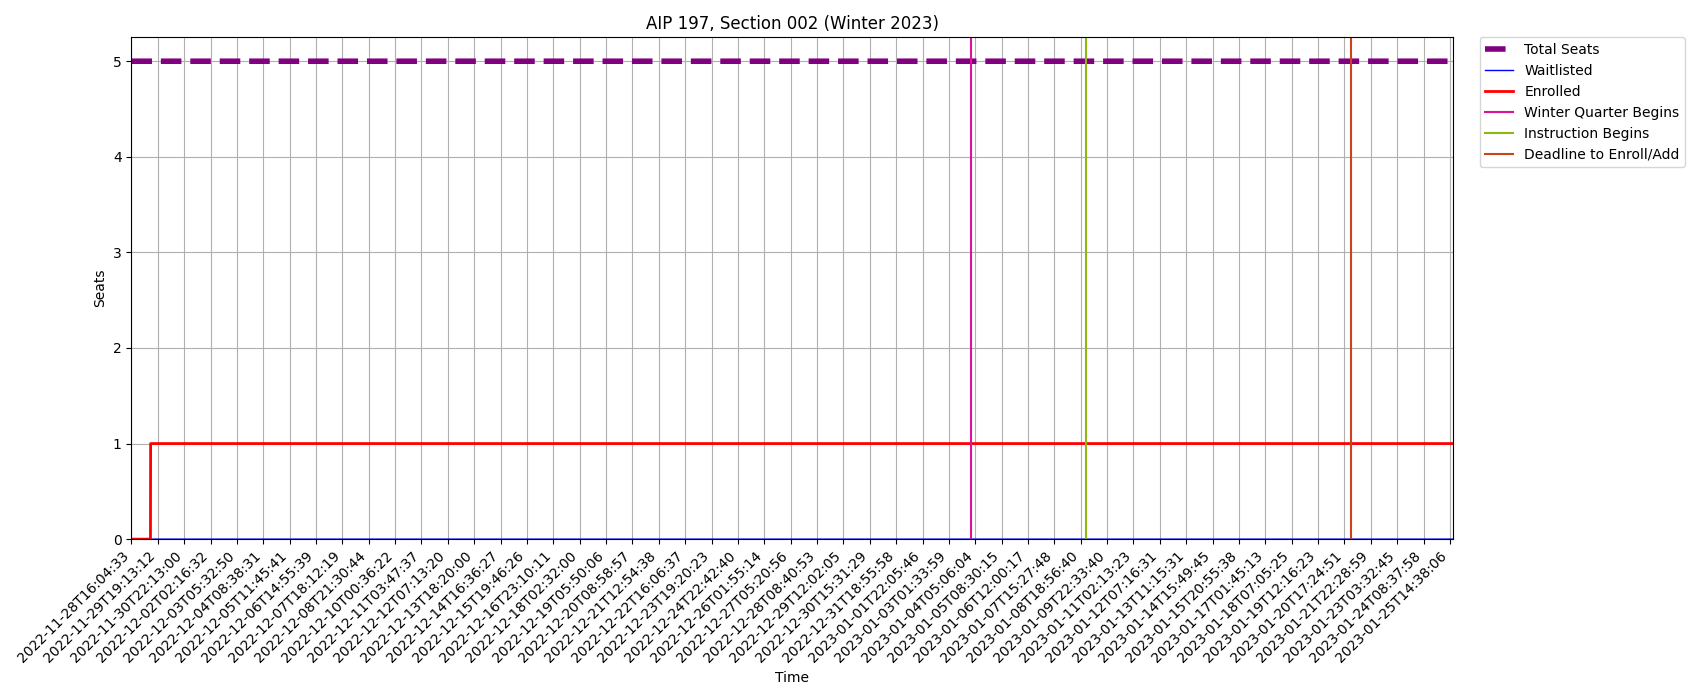 AIP 197, Section 002 (Winter 2023)
Total Seats
Waitlisted
Enrolled
Winter Quarter Begins
Instruction Begins
Deadline to Enroll/Add
Seats
5
4
3
2
1
0
2022-11-28T16:04:33
2022-11-29T19:13:12
2022-11-30T22:13:00
2022-12-02T02:16:32
2022-12-03T05:32:50
2022-12-04T08:38:31
2022-12-05T11:45:41
2022-12-06T14:55:39
2022-12-07T18:12:19
2022-12-08T21:30:44
2022-12-10T00:36:22
2022-12-11T03:47:37
2022-12-12T07:13:20
2022-12-13T18:20:00
2022-12-14T16:36:27
2022-12-15T19:46:26
2022-12-16T23:10:11
2022-12-18T02:32:00
2022-12-19T05:50:06
2022-12-20T08:58:57
2022-12-21T12:54:38
2022-12-22T16:06:37
2022-12-23T19:20:23
2022-12-24T22:42:40
2022-12-26T01:55:14
2022-12-27T05:20:56
2022-12-28T08:40:53
2022-12-29T12:02:05
2022-12-30T15:31:29
2022-12-31T18:55:58
2023-01-01T22:05:46
2023-01-03T01:33:59
2023-01-04T05:06:04
2023-01-05T08:30:15
2023-01-06T12:00:17
2023-01-07T15:27:48
2023-01-08T18:56:40
2023-01-09T22:33:40
2023-01-11T02:13:23
2023-01-12T07:16:31
2023-01-13T11:15:31
2023-01-14T15:49:45
2023-01-15T20:55:38
2023-01-17T01:45:13
2023-01-18T07:05:25
2023-01-19T12:16:23
2023-01-20T17:24:51
2023-01-21T22:28:59
2023-01-23T03:32:45
2023-01-24T08:37:58
2023-01-25T14:38:06
Time